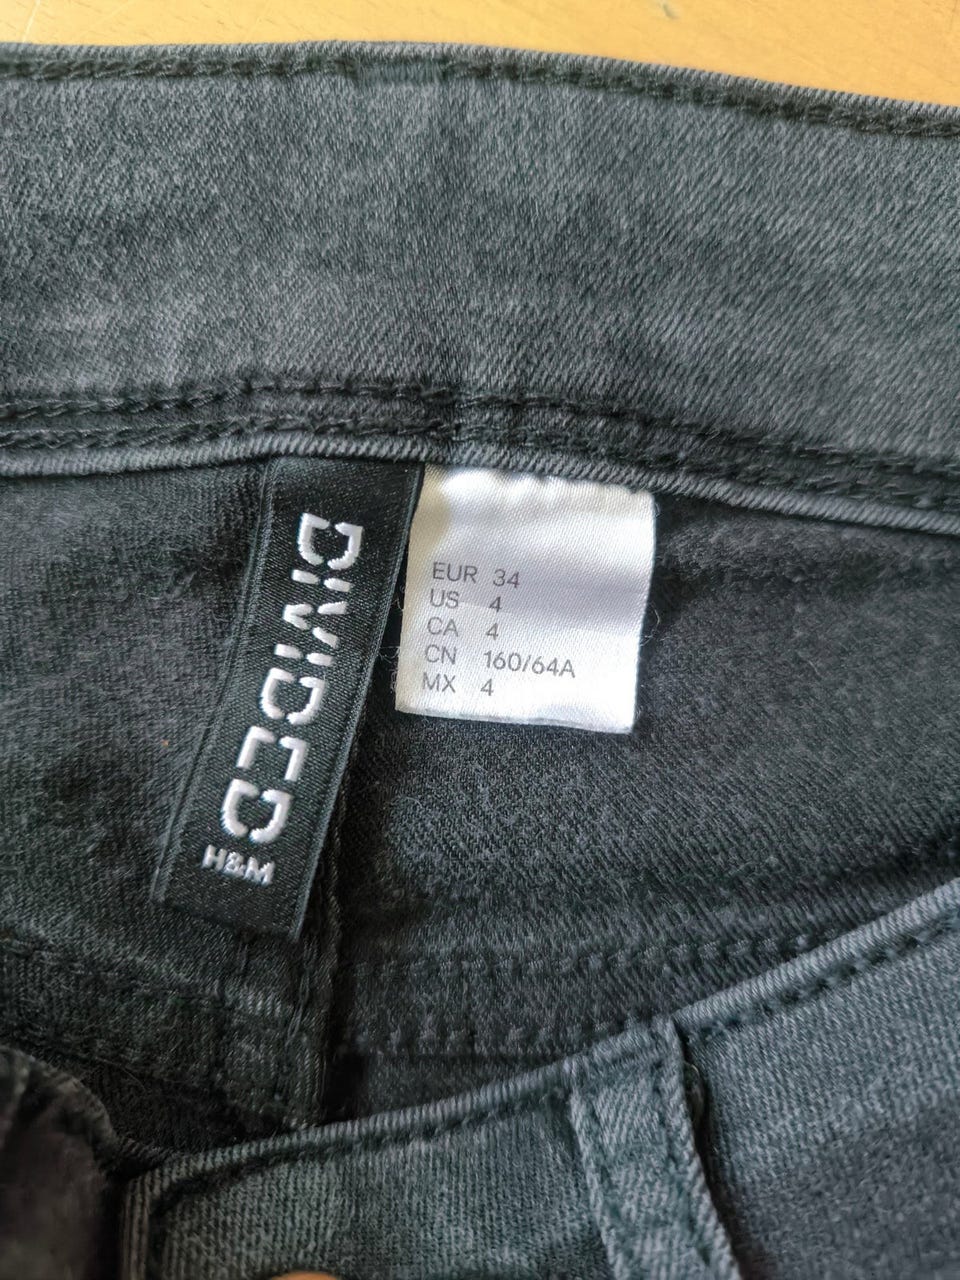 DIVIDED
H&M
EUR 34
US 4
CA 4
CN 160/64A
MX 4